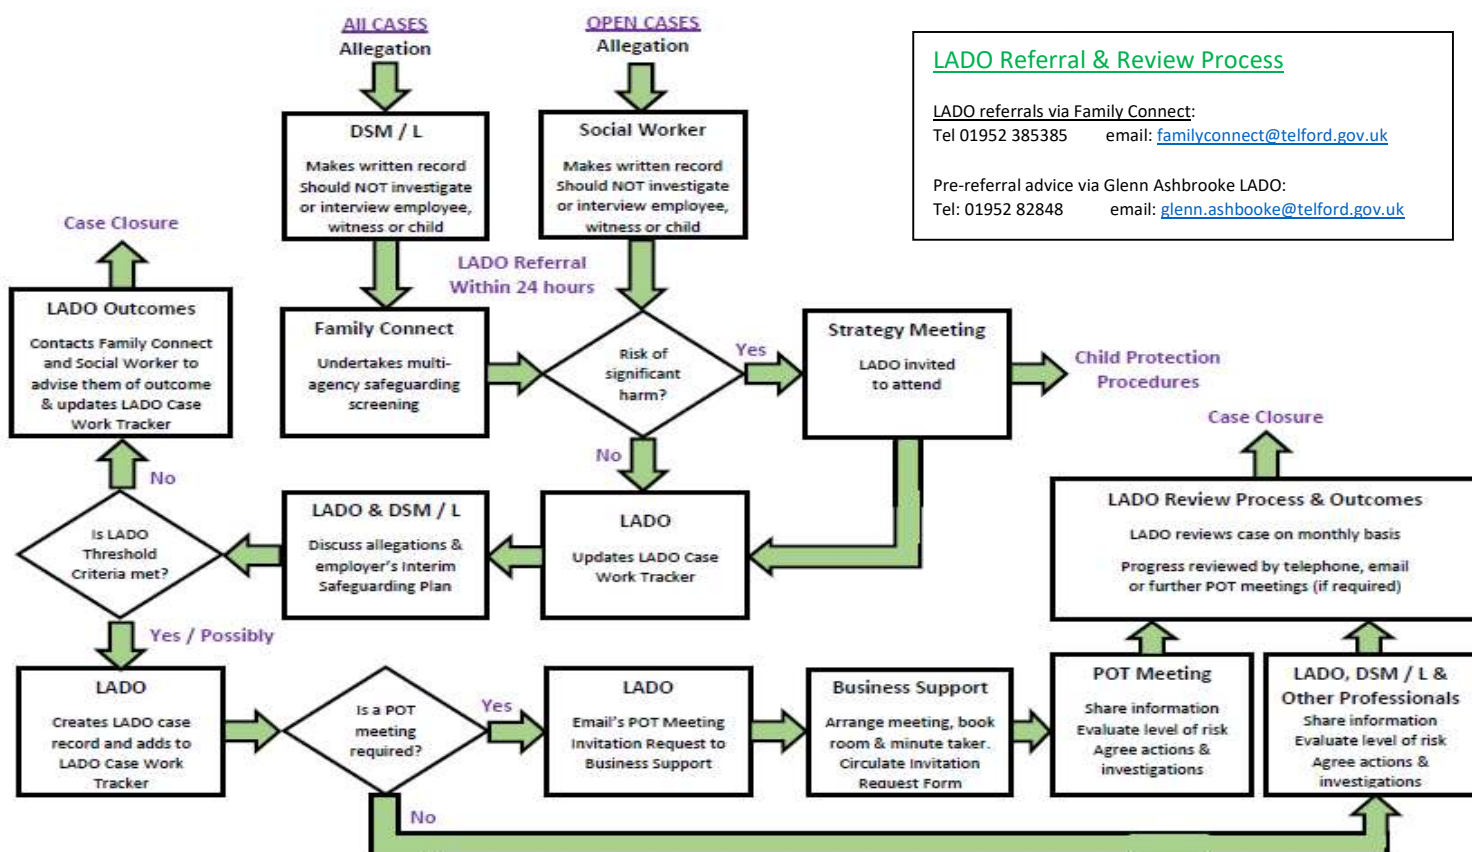 All CASES
Allegation
OPEN CASES
Allegation
LADO Referral & Review Process
LADO referrals via Family Connect:
Tel 01952 385385 email: familyconnect@telford.gov.uk
Pre-referral advice via Glenn Ashbrooke LADO:
Tel: 01952 82848 email: glenn.ashbooke@telford.gov.uk
DSM / L
Makes written record
Should NOT investigate
or interview employee,
witness or child
Social Worker
Makes written record
Should NOT investigate
or interview employee,
witness or child
LADO Referral
Within 24 hours
Case Closure
LADO Outcomes
Contacts Family Connect
and Social Worker to
advise them of outcome
& updates LADO Case
Work Tracker
Family Connect
Undertakes multi-
agency safeguarding
screening
Risk of
significant
harm?
Yes
Strategy Meeting
LADO invited
to attend
Child Protection
Procedures
No
No
Is LADO
Threshold
Criteria met?
LADO & DSM / L
Discuss allegations &
employer's Interim
Safeguarding Plan
LADO
Updates LADO Case
Work Tracker
Case Closure
LADO Review Process & Outcomes
LADO reviews case on monthly basis
Progress reviewed by telephone, email
or further POT meetings (if required)
Yes / Possibly
LADO
Creates LADO case
record and adds to
LADO Case Work
Tracker
Is a POT
meeting
required?
Yes
LADO
Email's POT Meeting
Invitation Request to
Business Support
Business Support
Arrange meeting, book
room & minute taker.
Circulate Invitation
Request Form
POT Meeting
Share information
Evaluate level of risk
Agree actions &
investigations
LADO, DSM / L &
Other Professionals
Share information
Evaluate level of risk
Agree actions &
investigations
No